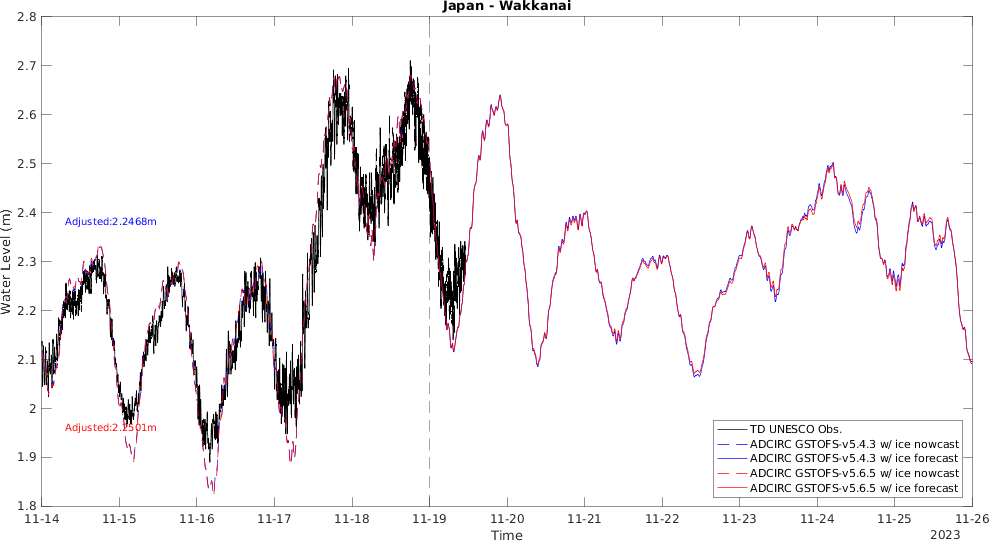 Japan - Wakkanai
Water Level (m)
2.8
2.7
2.6
2.5
2.4
2.3
2.2
2.1
2
1.9
1.8
Adjusted:2.2468m
Adjusted:2.2501m
TD UNESCO Obs.
ADCIRC GSTOFS-v5.4.3 w/ ice nowcast
ADCIRC GSTOFS-v5.4.3 w/ ice forecast
ADCIRC GSTOFS-v5.6.5 w/ ice nowcast
ADCIRC GSTOFS-v5.6.5 w/ ice forecast
11-14 11-15 11-16 11-17 11-18 11-19 11-20 11-21 11-22 11-23 11-24 11-25 11-26
Time
2023